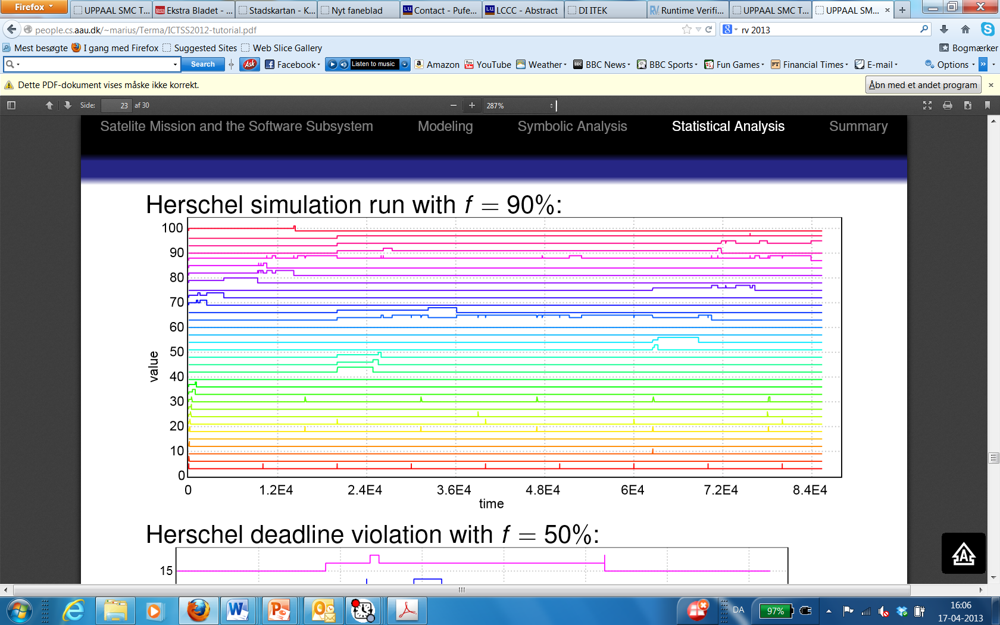 Firefox
UPPAAL SMC T...
Ekstra Bladet - ...
Stadskartan - K...
Nyt faneblad
Contact - Pufe...
LCCC - Abstract
DI ITEK
Runtime Verifi...
UPPAAL SMC T...
UPPAAL SM...
people.cs.aau.dk/~marius/Terma/ICTSS2012-tutorial.pdf
rv 2013
Mest besøgte
I gang med Firefox
Suggested Sites
Web Slice Gallery
Bogmærker
Search
Ask
Facebook
Listen to music
Amazon
YouTube
Weather
BBC News
BBC Sports
Fun Games
Financial Times
E-mail
Options
Dette PDF-dokument vises måske ikke korrekt.
Åbn med et andet program
Side: 23 af 30
287%
Satelite Mission and the Software Subsystem
Modeling
Symbolic Analysis
Statistical Analysis
Summary
Herschel simulation run with f = 90%:
100
90
80
70
60
50
40
30
20
10
0
value
0 1.2E4 2.4E4 3.6E4 4.8E4 6E4 7.2E4 8.4E4
time
Herschel deadline violation with f = 50%:
15
DA
97%
16:06
17-04-2013